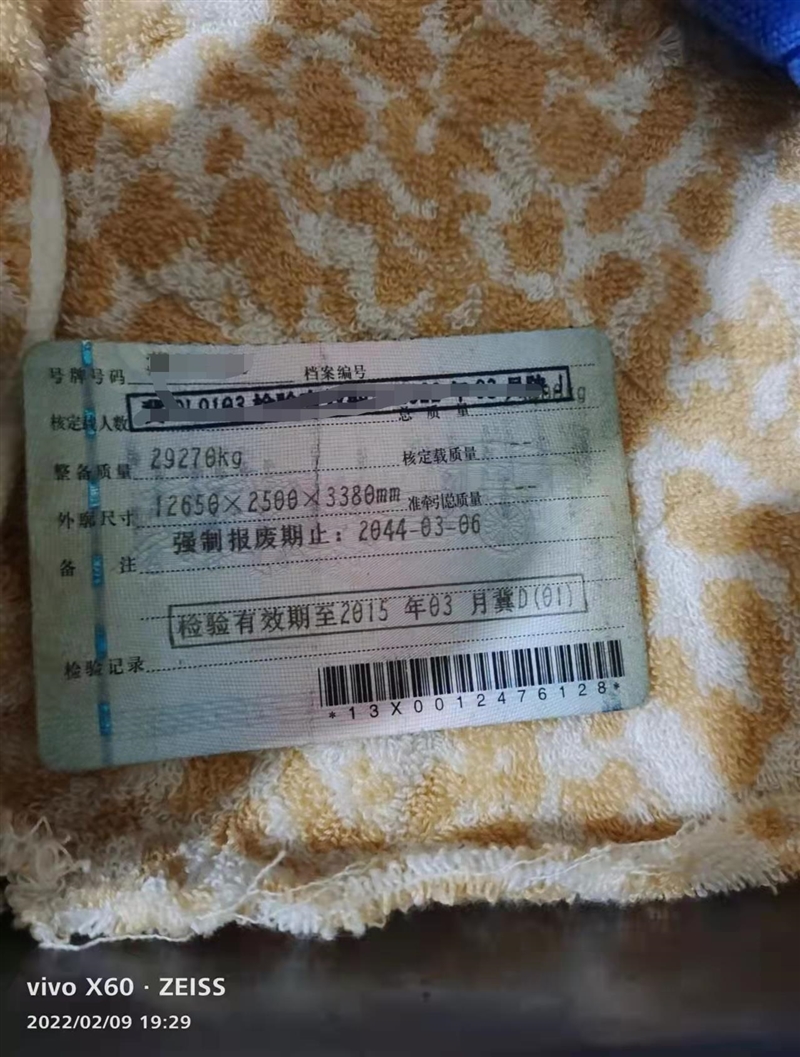 号牌号码 档案编号
核定载人数 总质量 kg
整备质量 29270kg 核定载质量 --
外廓尺寸 12650×2500×3380mm 准牵引总质量 --
备注 强制报废期止：2044-03-06
检验有效期至2015 年03 月冀D(01)
检验记录
*13X0012476128*
vivo X60 · ZEISS
2022/02/09 19:29